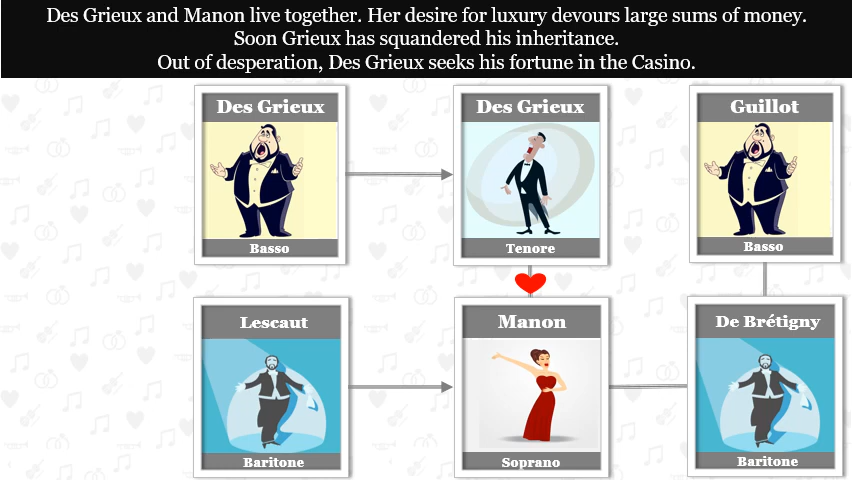 Des Grieux and Manon live together. Her desire for luxury devours large sums of money.
Soon Grieux has squandered his inheritance.
Out of desperation, Des Grieux seeks his fortune in the Casino.
Des Grieux
Basso
Des Grieux
Tenore
Guillot
Basso
Lescaut
Baritone
Manon
Soprano
De Brétigny
Baritone